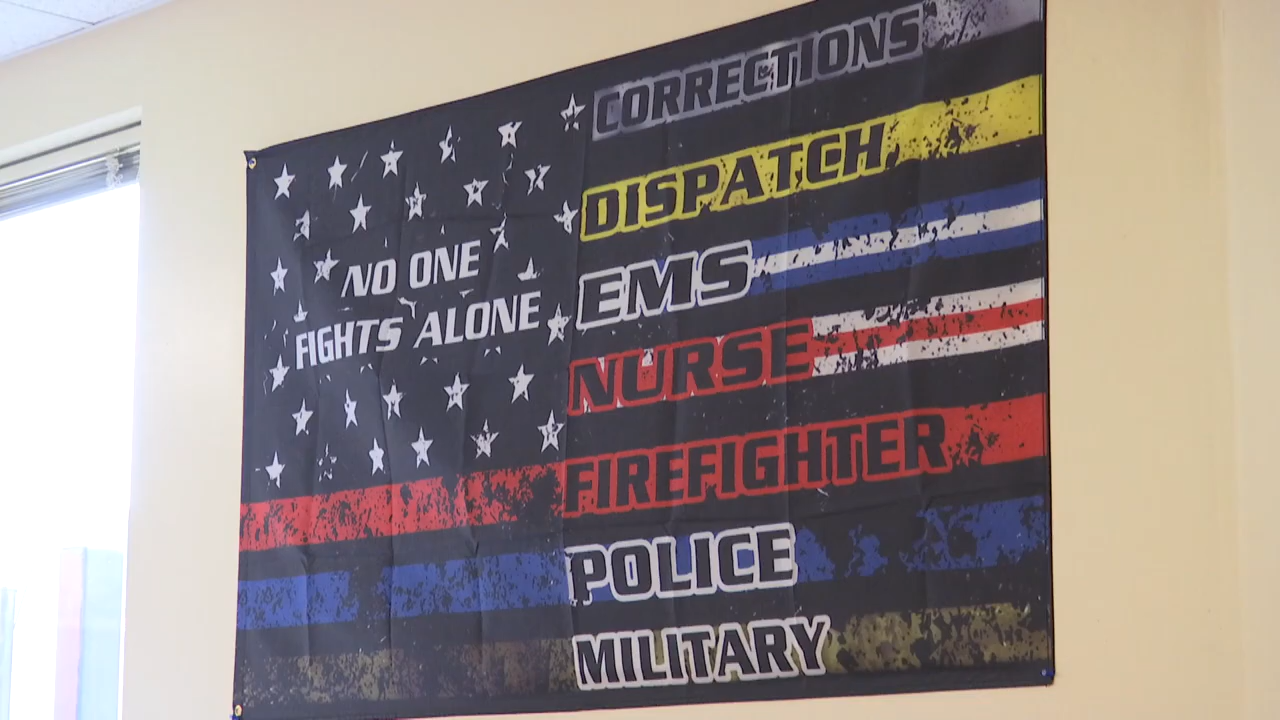 NO ONE
FIGHTS ALONE
CORRECTIONS
DISPATCH
EMS
NURSE
FIREFIGHTER
POLICE
MILITARY